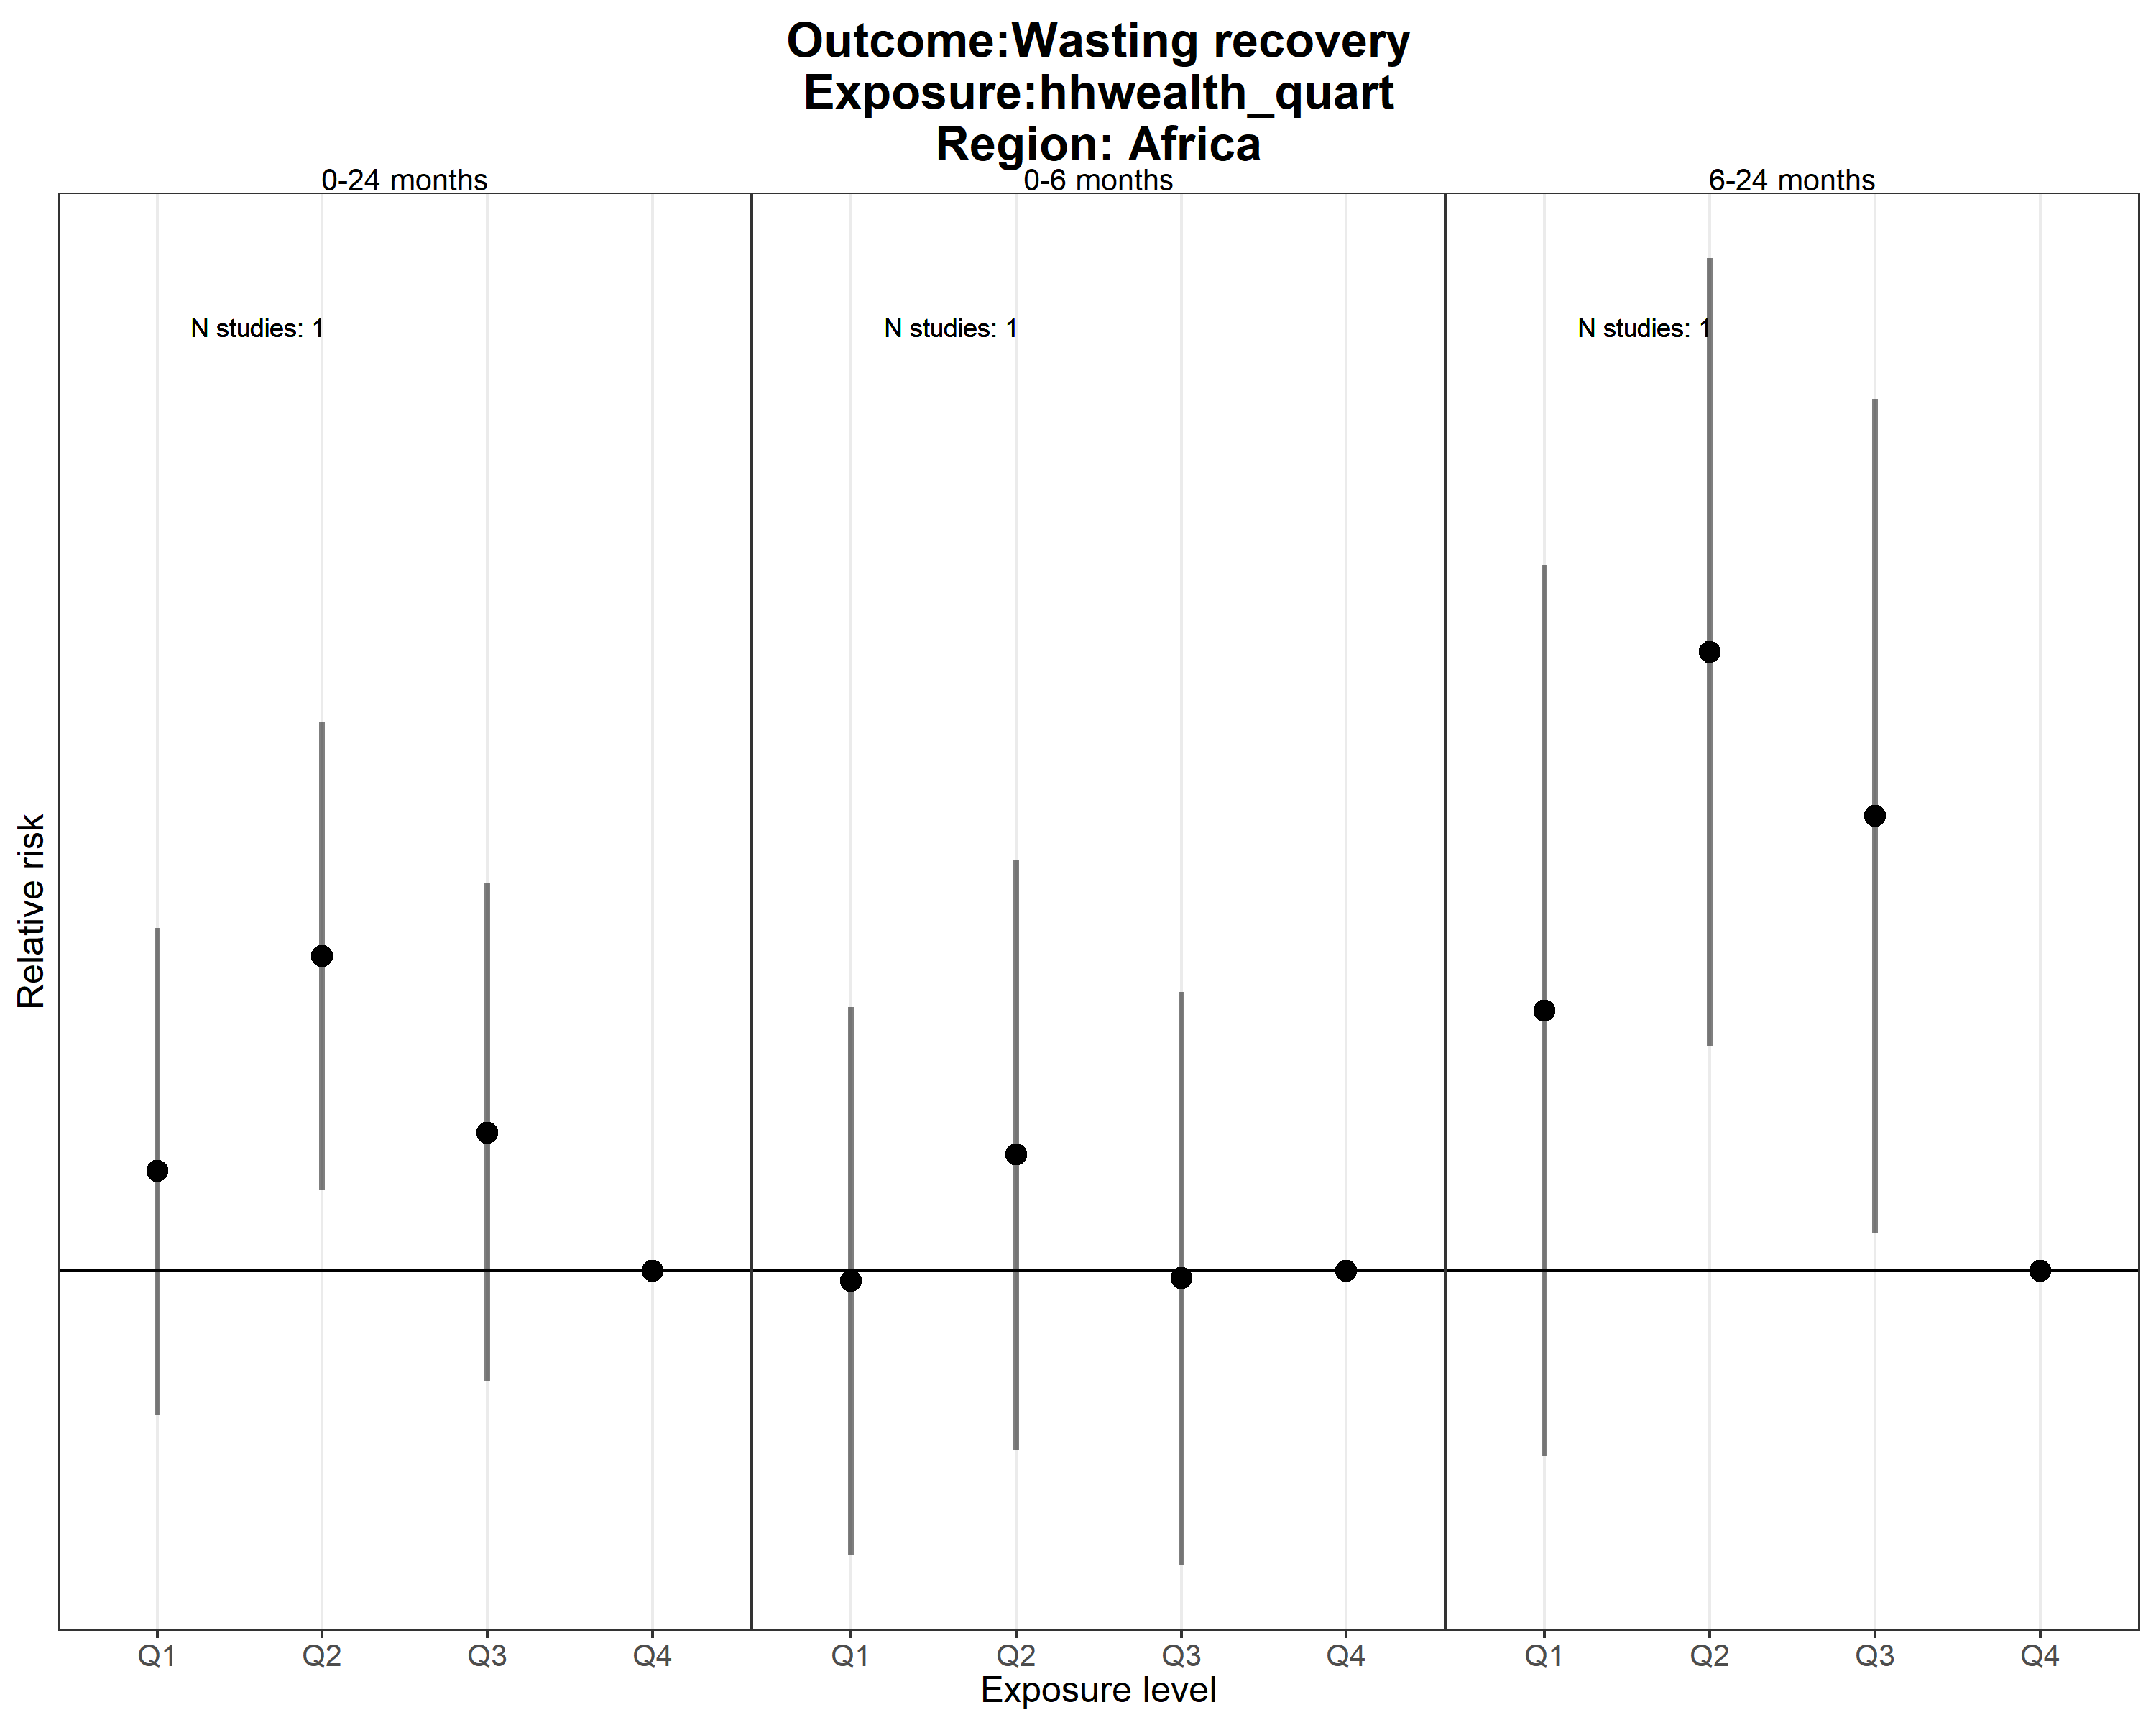 Outcome:Wasting recovery
Exposure:hhwealth_quart
Region: Africa
0-24 months
0-6 months
6-24 months
N studies: 1
N studies: 1
N studies: 1
Relative risk
Q1 Q2 Q3 Q4
Q1 Q2 Q3 Q4
Q1 Q2 Q3 Q4
Exposure level